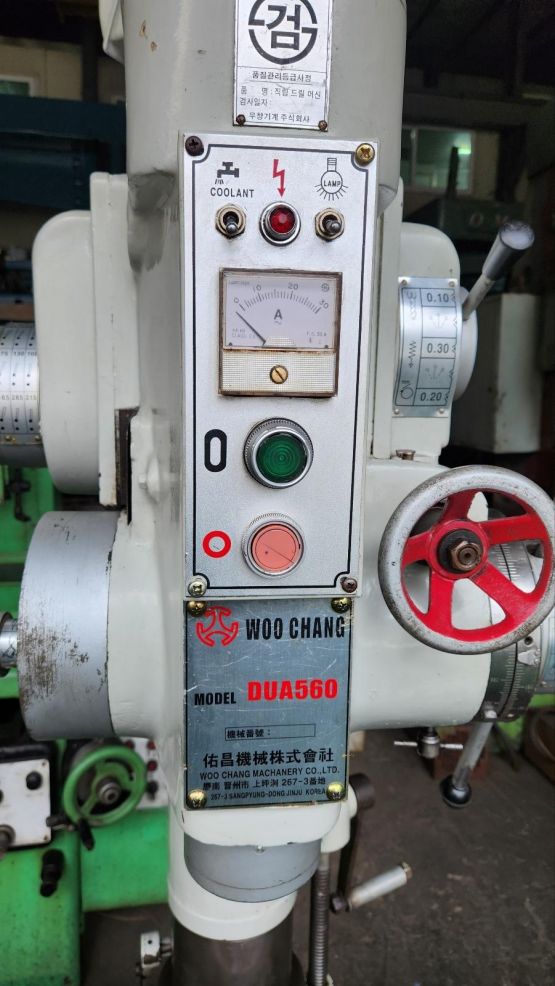 검
품질관리등급사정
품 명 : 직립 드릴 머신
검사일자 :
우창기계 주식회사
COOLANT
LAMP
0 10 20 30
A
0.10
0.30
0.20
WOO CHANG
MODEL DUA560
機械番號 :
佑昌機械株式會社
WOO CHANG MACHINERY CO.,LTD.
慶南 晋州市 上坪洞 267-3番地
267-3 SANGPYUNG-DONG JINJU KOREA